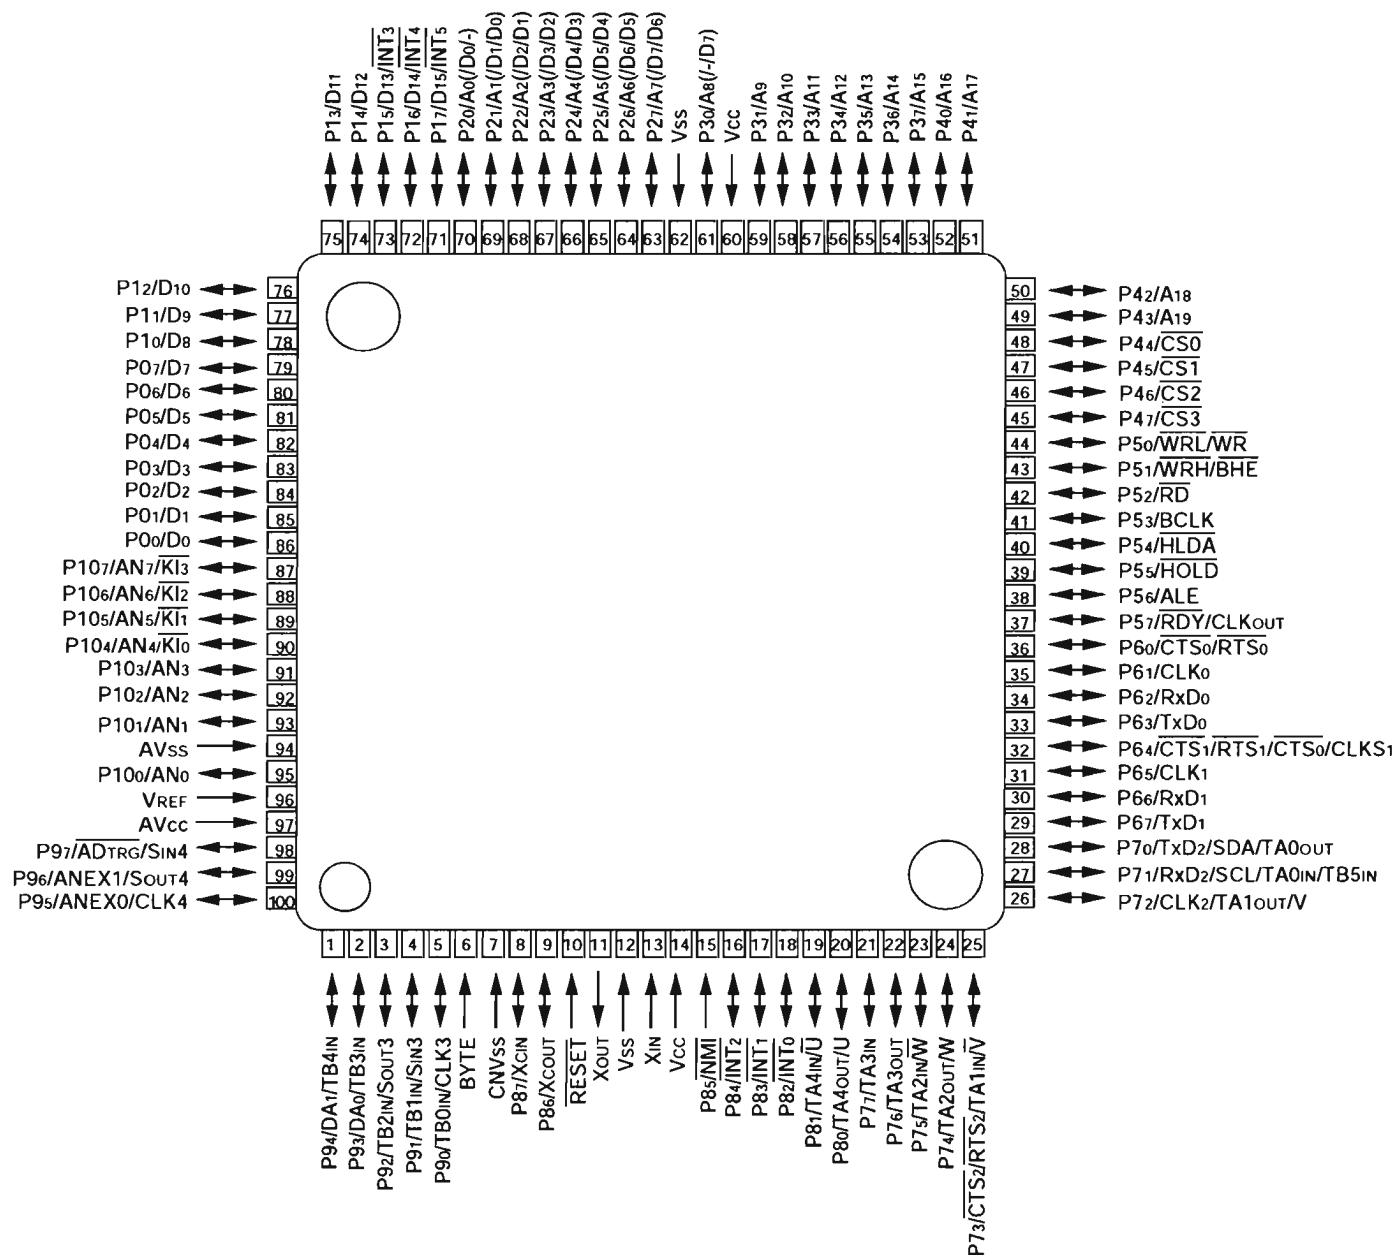 P13/D11
P14/D12
P15/D13/INT3
P16/D14/INT4
P17/D15/INT5
P20/A0(/D0/-)
P21/A1(/D1/D0)
P22/A2(/D2/D1)
P23/A3(/D3/D2)
P24/A4(/D4/D3)
P25/A5(/D5/D4)
P26/A6(/D6/D5)
P27/A7(/D7/D6)
Vss
P30/A8(/-/D7)
Vcc
P31/A9
P32/A10
P33/A11
P34/A12
P35/A13
P36/A14
P37/A15
P40/A16
P41/A17
75 74 73 72 71 70 69 68 67 66 65 64 63 62 61 60 59 58 57 56 55 54 53 52 51
P12/D10 76
P11/D9 77
P10/D8 78
P07/D7 79
P06/D6 80
P05/D5 81
P04/D4 82
P03/D3 83
P02/D2 84
P01/D1 85
P00/D0 86
P107/AN7/KI3 87
P106/AN6/KI2 88
P105/AN5/KI1 89
P104/AN4/KI0 90
P103/AN3 91
P102/AN2 92
P101/AN1 93
AVss 94
P100/AN0 95
VREF 96
AVcc 97
P97/ADTRG/SIN4 98
P96/ANEX1/SOUT4 99
P95/ANEX0/CLK4 100
50 P42/A18
49 P43/A19
48 P44/CS0
47 P45/CS1
46 P46/CS2
45 P47/CS3
44 P50/WRL/WR
43 P51/WRH/BHE
42 P52/RD
41 P53/BCLK
40 P54/HLDA
39 P55/HOLD
38 P56/ALE
37 P57/RDY/CLKOUT
36 P60/CTS0/RTS0
35 P61/CLK0
34 P62/RxD0
33 P63/TxD0
32 P64/CTS1/RTS1/CTS0/CLKS1
31 P65/CLK1
30 P66/RxD1
29 P67/TxD1
28 P70/TxD2/SDA/TA0OUT
27 P71/RxD2/SCL/TA0IN/TB5IN
26 P72/CLK2/TA1OUT/V
1 2 3 4 5 6 7 8 9 10 11 12 13 14 15 16 17 18 19 20 21 22 23 24 25
P94/DA1/TB4IN
P93/DA0/TB3IN
P92/TB2IN/SOUT3
P91/TB1IN/SIN3
P90/TB0IN/CLK3
BYTE
CNVss
P87/XCIN
P86/XCOUT
RESET
XOUT
Vss
XIN
Vcc
P85/NMI
P84/INT2
P83/INT1
P82/INT0
P81/TA4IN/U
P80/TA4OUT/U
P77/TA3IN
P76/TA3OUT
P75/TA2IN/W
P74/TA2OUT/W
P73/CTS2/RTS2/TA1IN/V